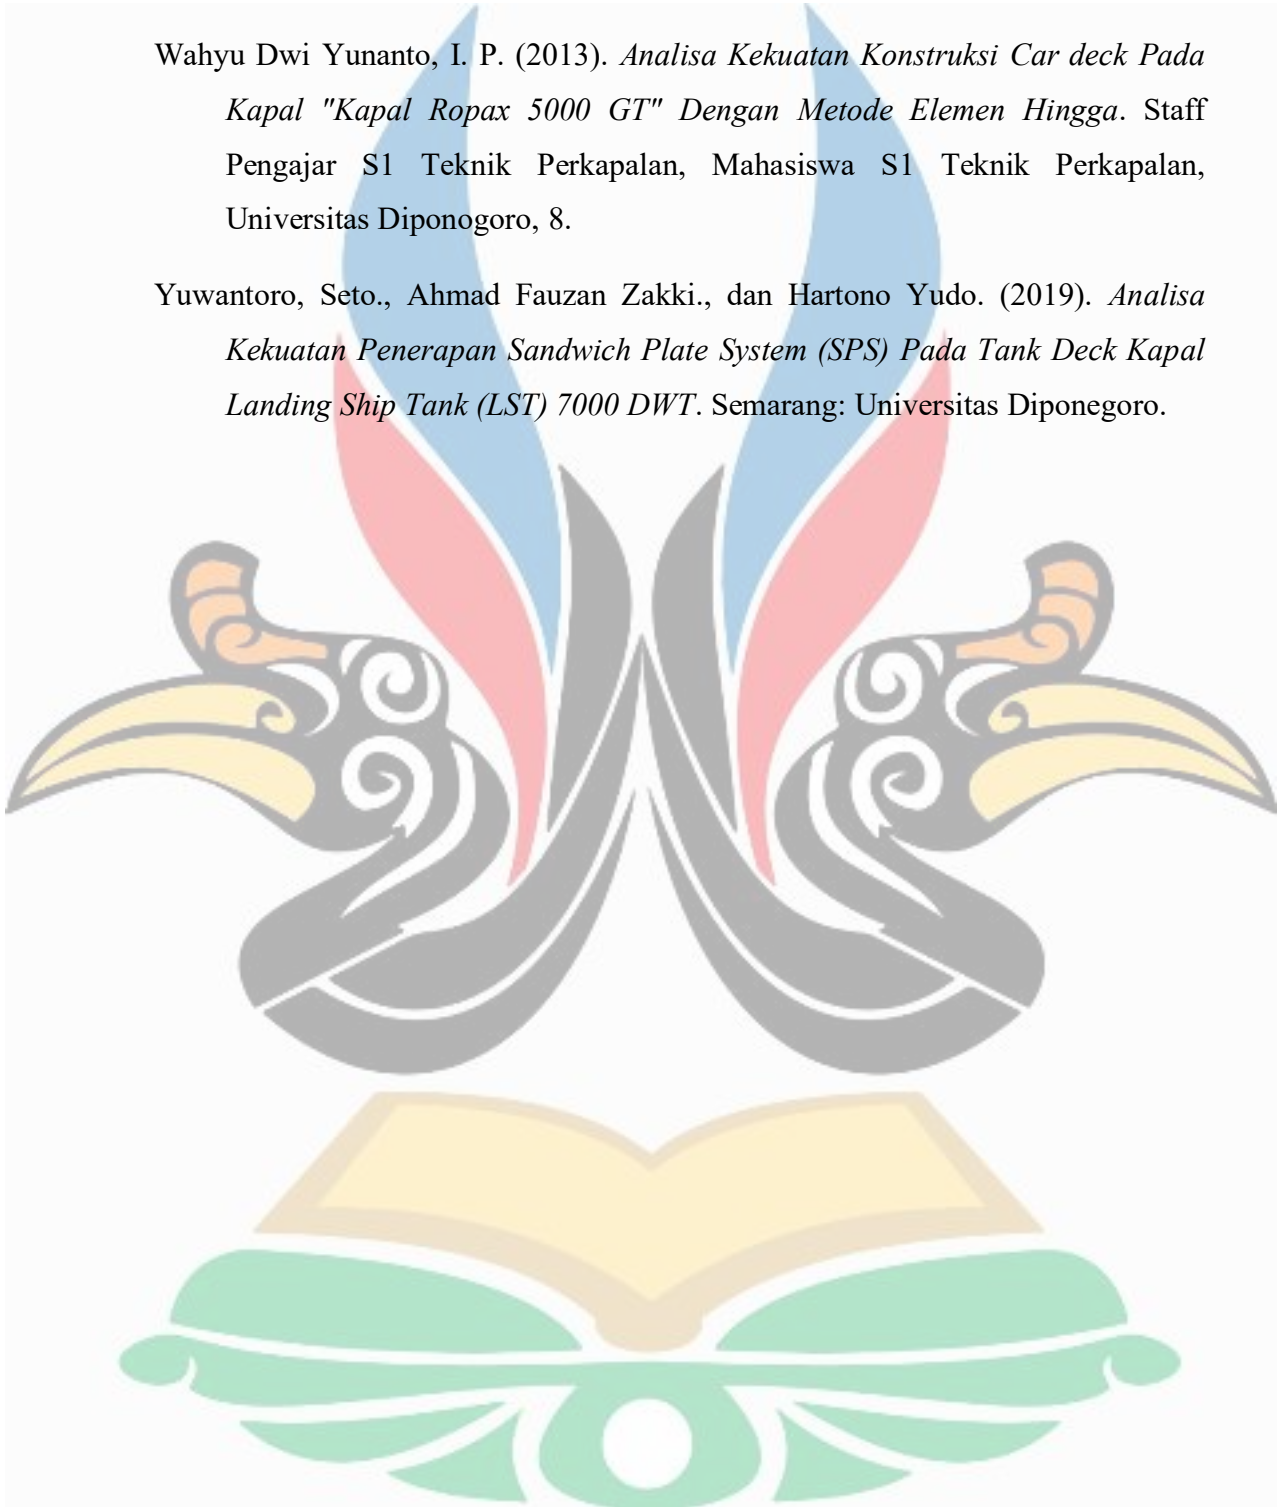 Wahyu Dwi Yunanto, I. P. (2013). Analisa Kekuatan Konstruksi Car deck Pada
Kapal "Kapal Ropax 5000 GT" Dengan Metode Elemen Hingga. Staff
Pengajar S1 Teknik Perkapalan, Mahasiswa S1 Teknik Perkapalan,
Universitas Diponogoro, 8.
Yuwantoro, Seto., Ahmad Fauzan Zakki., dan Hartono Yudo. (2019). Analisa
Kekuatan Penerapan Sandwich Plate System (SPS) Pada Tank Deck Kapal
Landing Ship Tank (LST) 7000 DWT. Semarang: Universitas Diponegoro.